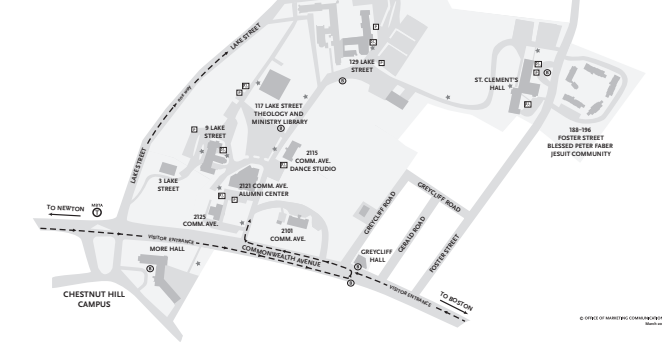 LAKE STREET
129 LAKE
STREET
ST. CLEMENT'S
HALL
117 LAKE STREET
THEOLOGY AND
MINISTRY LIBRARY
9 LAKE
STREET
188-196
FOSTER STREET
BLESSED PETER FABER
JESUIT COMMUNITY
LAKE STREET
2115
COMM. AVE.
DANCE STUDIO
3 LAKE
STREET
2121 COMM. AVE.
ALUMNI CENTER
GREYCLIFF ROAD
GREYCLIFF ROAD
GERALD ROAD
FOSTER STREET
TO NEWTON
MBTA
T
2125
COMM. AVE.
2101
COMM. AVE.
VISITOR ENTRANCE
MORE HALL
COMMONWEALTH AVENUE
GREYCLIFF
HALL
VISITOR ENTRANCE
TO BOSTON
CHESTNUT HILL
CAMPUS
© OFFICE OF MARKETING COMMUNICATION